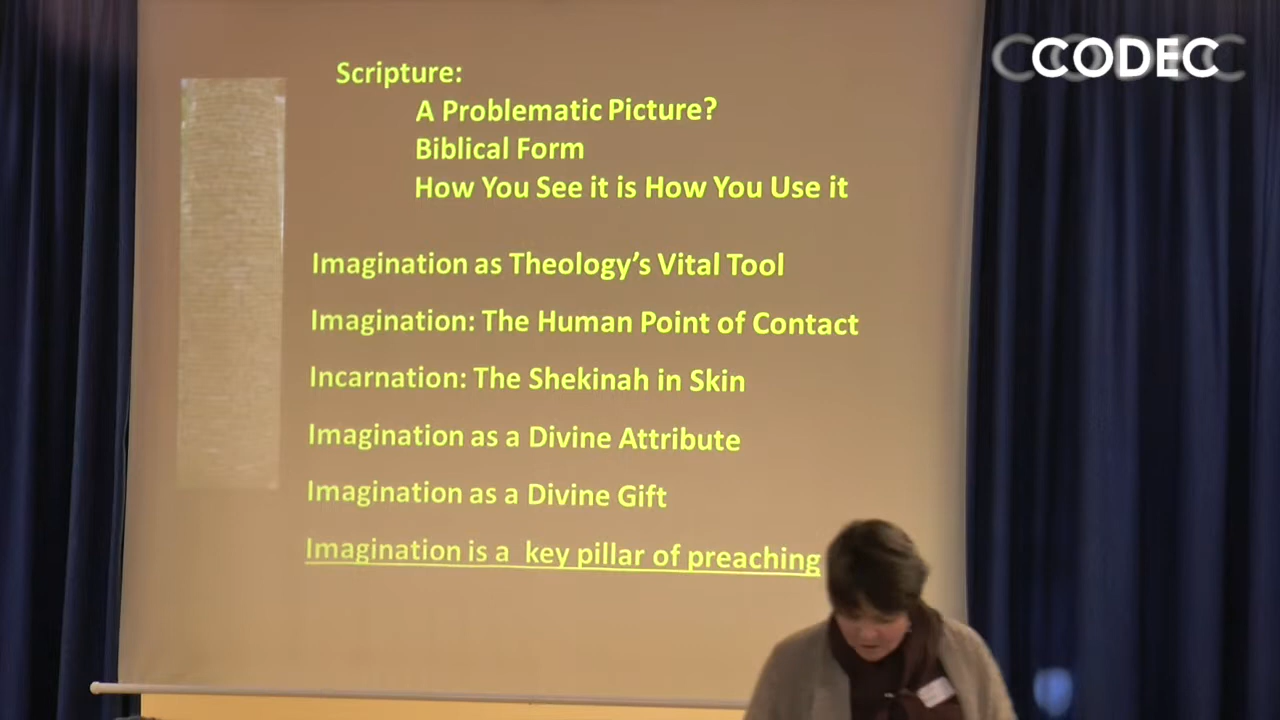 CODEC
Scripture:
A Problematic Picture?
Biblical Form
How You See it is How You Use it
Imagination as Theology's Vital Tool
Imagination: The Human Point of Contact
Incarnation: The Shekinah in Skin
Imagination as a Divine Attribute
Imagination as a Divine Gift
Imagination is a key pillar of preaching